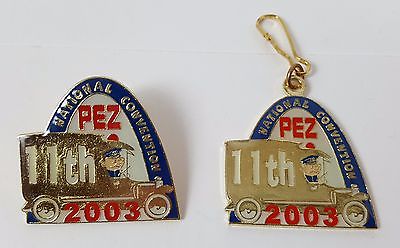 NATIONAL CONVENTION
PEZ
11th
2003
NATIONAL CONVENTION
PEZ
11th
2003